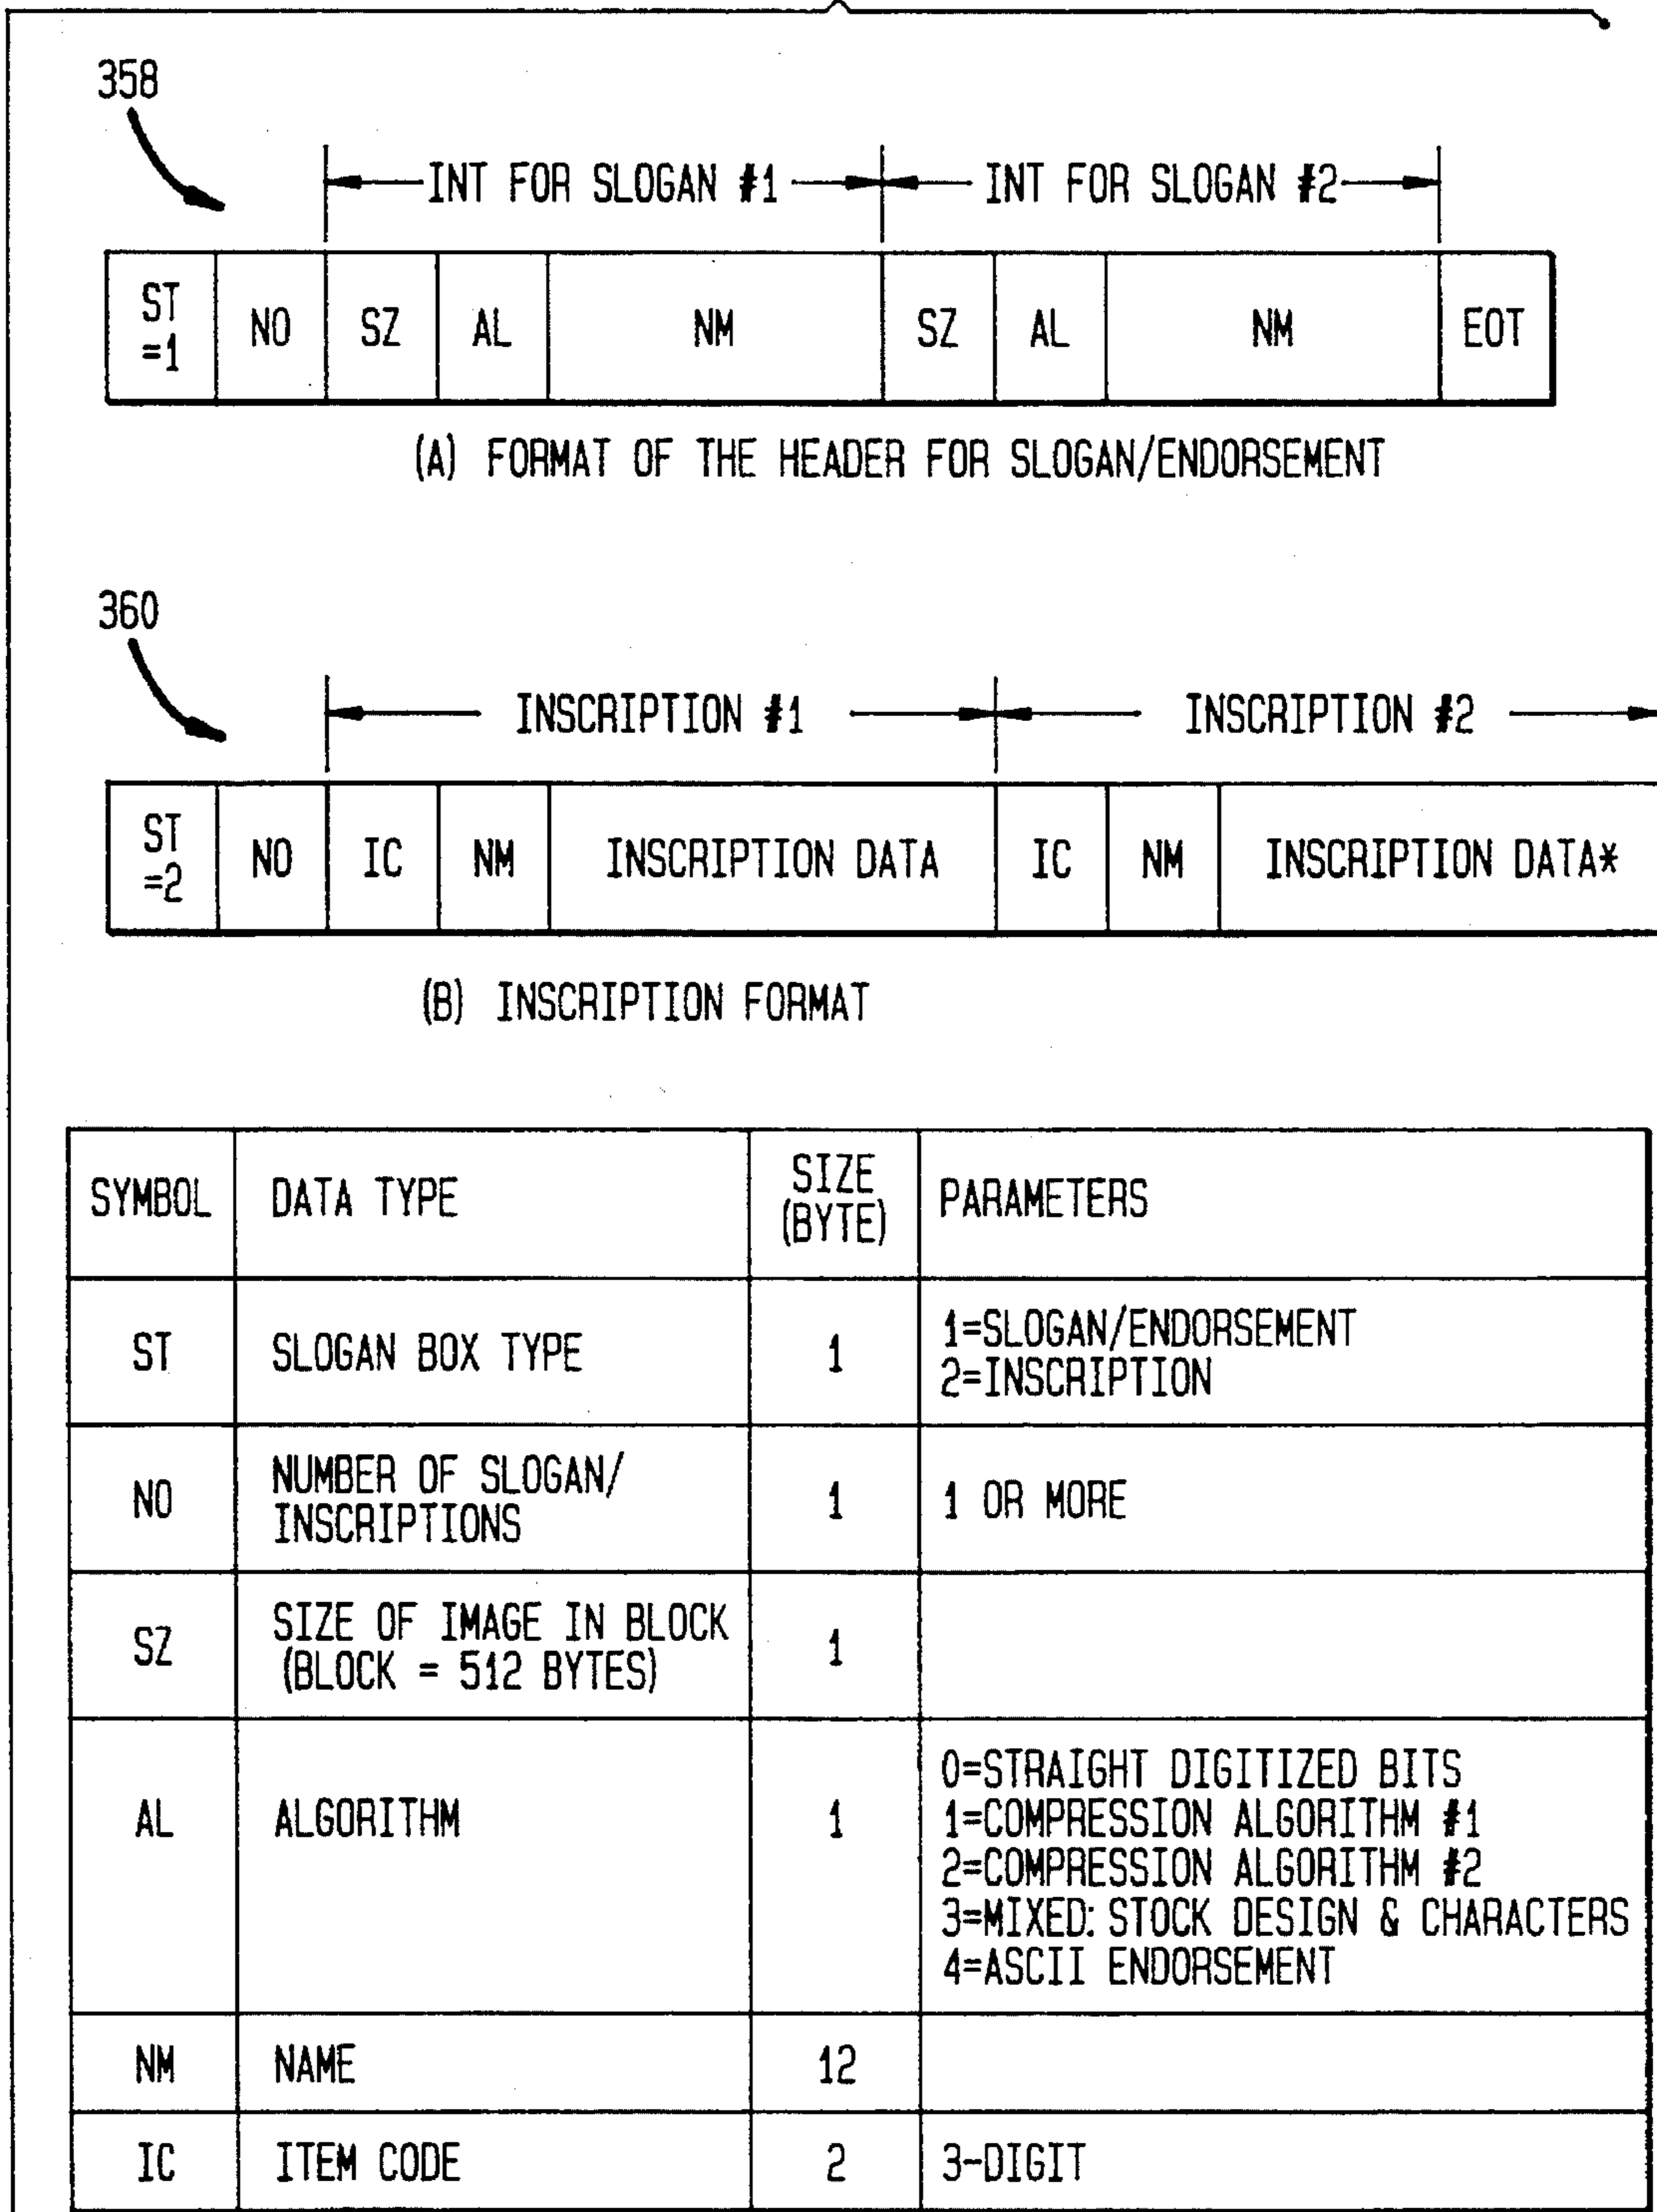 358
INT FOR SLOGAN #1 INT FOR SLOGAN #2
ST =1 NO SZ AL NM SZ AL NM EOT
(A) FORMAT OF THE HEADER FOR SLOGAN/ENDORSEMENT
360
INSCRIPTION #1 INSCRIPTION #2
ST =2 NO IC NM INSCRIPTION DATA IC NM INSCRIPTION DATA*
(B) INSCRIPTION FORMAT
SYMBOL DATA TYPE SIZE (BYTE) PARAMETERS
ST SLOGAN BOX TYPE 1 1=SLOGAN/ENDORSEMENT
2=INSCRIPTION
NO NUMBER OF SLOGAN/ 1 1 OR MORE
INSCRIPTIONS
SZ SIZE OF IMAGE IN BLOCK 1
(BLOCK = 512 BYTES)
AL ALGORITHM 1 0=STRAIGHT DIGITIZED BITS
1=COMPRESSION ALGORITHM #1
2=COMPRESSION ALGORITHM #2
3=MIXED: STOCK DESIGN & CHARACTERS
4=ASCII ENDORSEMENT
NM NAME 12
IC ITEM CODE 2 3-DIGIT